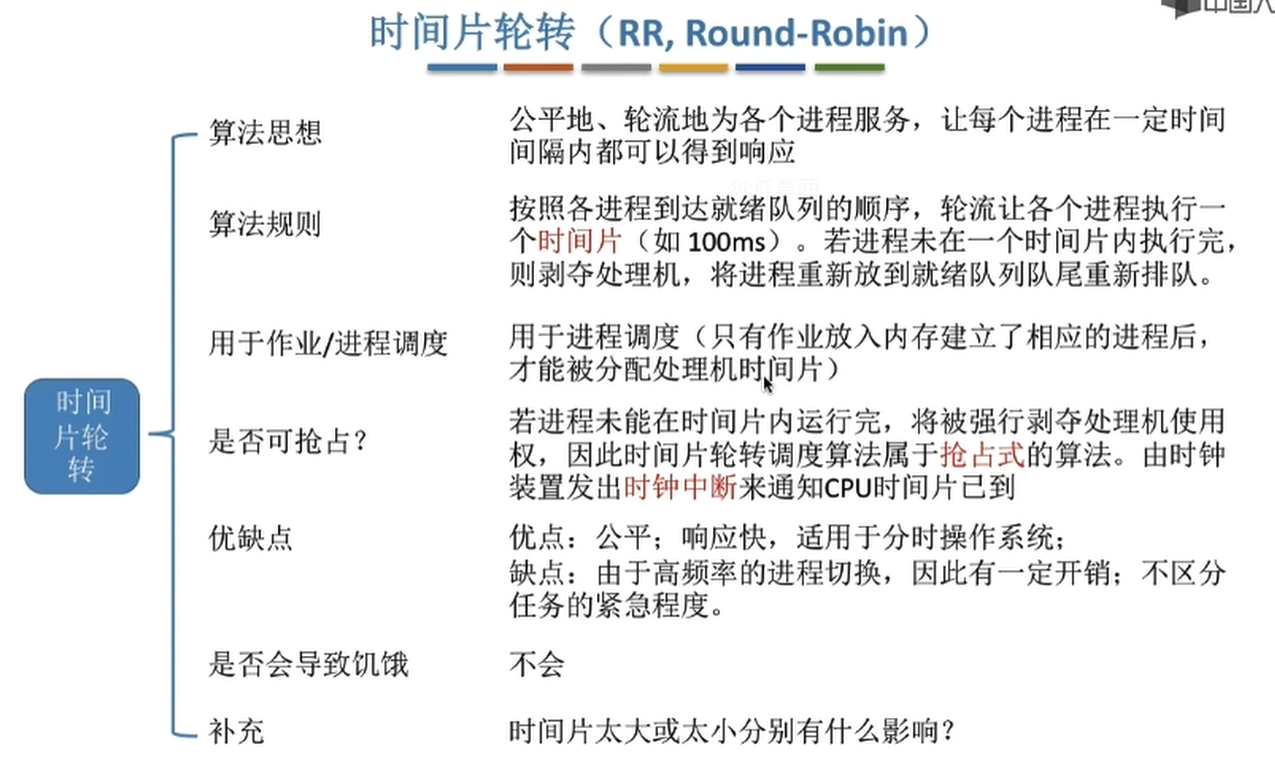 时间片轮转（RR, Round-Robin）
算法思想
公平地、轮流地为各个进程服务，让每个进程在一定时间
间隔内都可以得到响应
算法规则
按照各进程到达就绪队列的顺序，轮流让各个进程执行一
个时间片（如 100ms）。若进程未在一个时间片内执行完，
则剥夺处理机，将进程重新放到就绪队列队尾重新排队。
用于作业/进程调度
用于进程调度（只有作业放入内存建立了相应的进程后，
才能被分配处理机时间片）
时间
片轮
转
是否可抢占？
若进程未能在时间片内运行完，将被强行剥夺处理机使用
权，因此时间片轮转调度算法属于抢占式的算法。由时钟
装置发出时钟中断来通知CPU时间片已到
优缺点
优点：公平；响应快，适用于分时操作系统；
缺点：由于高频率的进程切换，因此有一定开销；不区分
任务的紧急程度。
是否会导致饥饿
不会
补充
时间片太大或太小分别有什么影响？